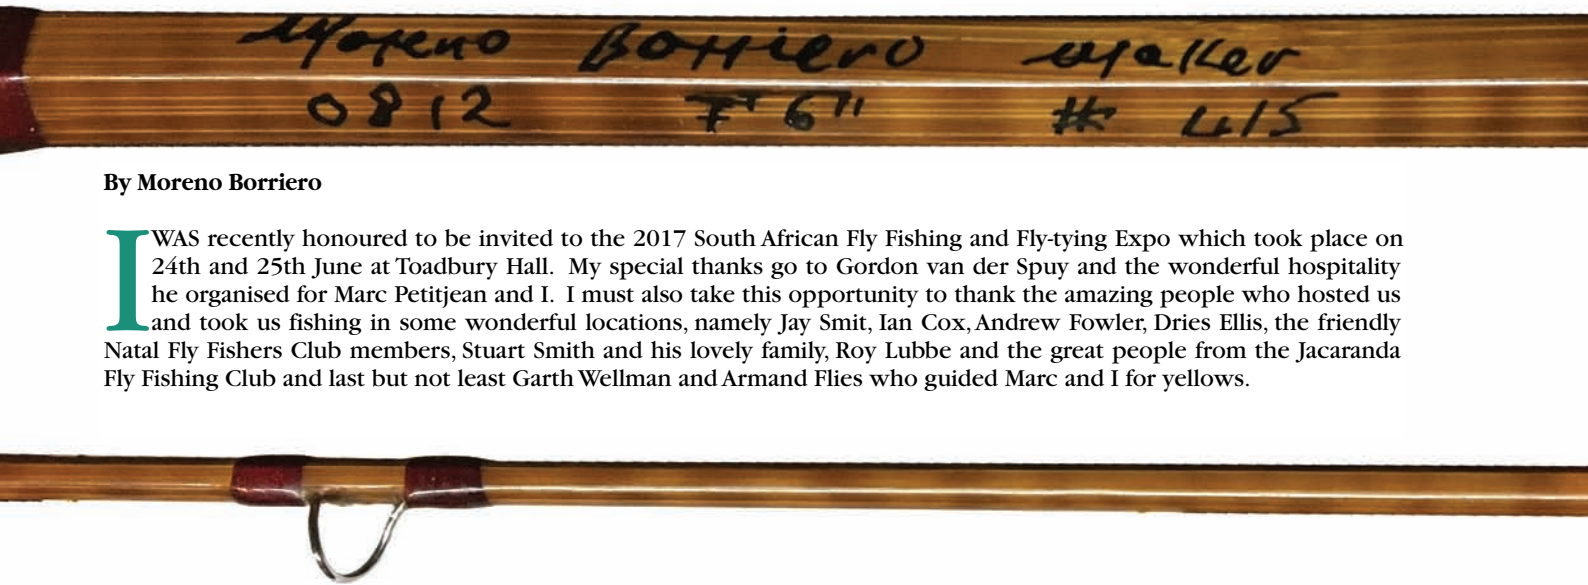 Moreno Borriero Maker
0812 7'6" # 4/5
By Moreno Borriero
I WAS recently honoured to be invited to the 2017 South African Fly Fishing and Fly-tying Expo which took place on
24th and 25th June at Toadbury Hall. My special thanks go to Gordon van der Spuy and the wonderful hospitality
he organised for Marc Petitjean and I. I must also take this opportunity to thank the amazing people who hosted us
and took us fishing in some wonderful locations, namely Jay Smit, Ian Cox, Andrew Fowler, Dries Ellis, the friendly
Natal Fly Fishers Club members, Stuart Smith and his lovely family, Roy Lubbe and the great people from the Jacaranda
Fly Fishing Club and last but not least Garth Wellman and Armand Flies who guided Marc and I for yellows.